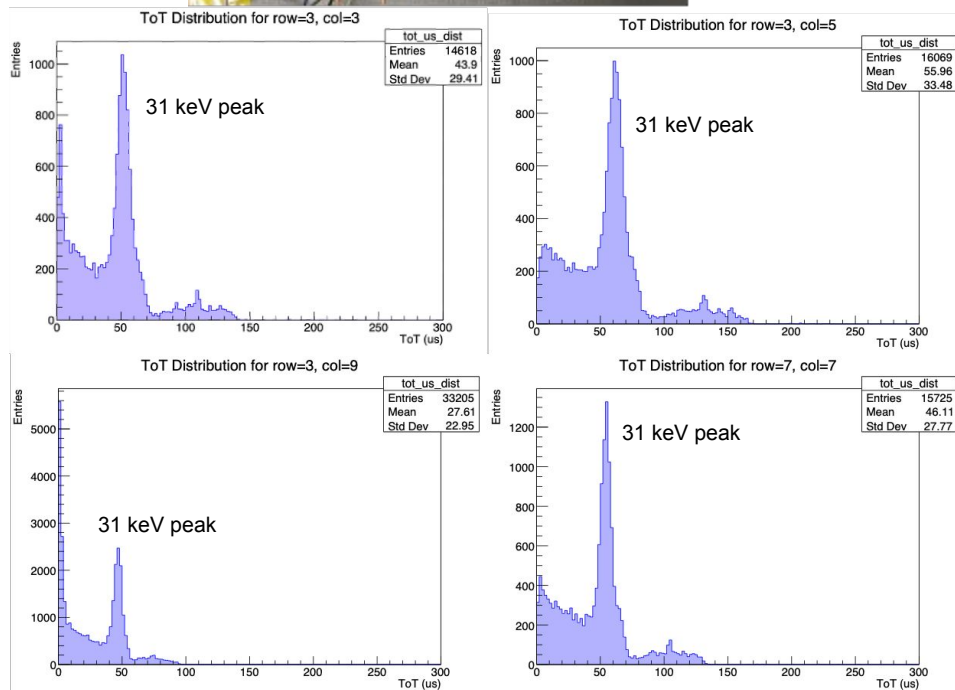 ToT Distribution for row=3, col=3
tot_us_dist
Entries 14618
Mean 43.9
Std Dev 29.41
Entries
1000
800
600
400
200
0
31 keV peak
0 50 100 150 200 250 300
ToT (us)
ToT Distribution for row=3, col=5
tot_us_dist
Entries 16069
Mean 55.96
Std Dev 33.48
Entries
1000
800
600
400
200
0
31 keV peak
0 50 100 150 200 250 300
ToT (us)
ToT Distribution for row=3, col=9
tot_us_dist
Entries 33205
Mean 27.61
Std Dev 22.95
Entries
5000
4000
3000
2000
1000
0
31 keV peak
0 50 100 150 200 250 300
ToT (us)
ToT Distribution for row=7, col=7
tot_us_dist
Entries 15725
Mean 46.11
Std Dev 27.77
Entries
1200
1000
800
600
400
200
0
31 keV peak
0 50 100 150 200 250 300
ToT (us)